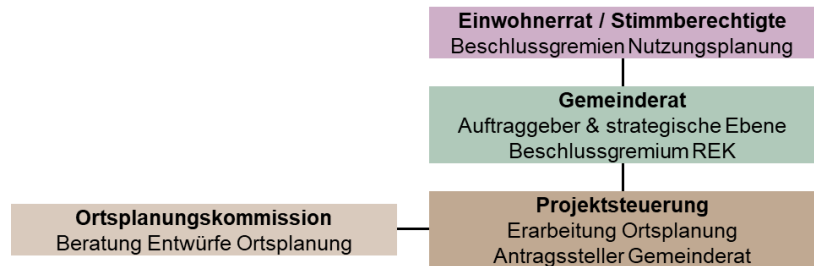 Einwohnerrat / Stimmberechtigte
Beschlussgremien Nutzungsplanung
Gemeinderat
Auftraggeber & strategische Ebene
Beschlussgremium REK
Ortsplanungskommission
Beratung Entwürfe Ortsplanung
Projektsteuerung
Erarbeitung Ortsplanung
Antragssteller Gemeinderat